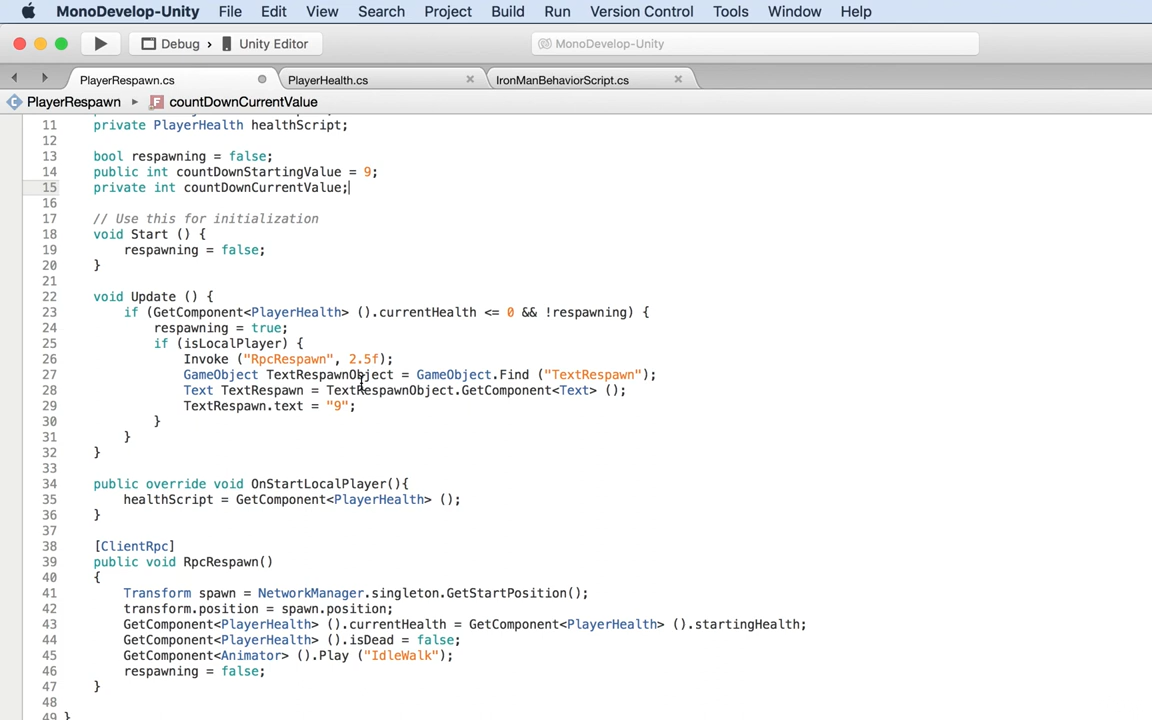 MonoDevelop-Unity File Edit View Search Project Build Run Version Control Tools Window Help
Debug › Unity Editor MonoDevelop-Unity
PlayerRespawn.cs PlayerHealth.cs IronManBehaviorScript.cs
PlayerRespawn ▸ countDownCurrentValue
11 private PlayerHealth healthScript;
12
13 bool respawning = false;
14 public int countDownStartingValue = 9;
15 private int countDownCurrentValue;
16
17 // Use this for initialization
18 void Start () {
19 respawning = false;
20 }
21
22 void Update () {
23 if (GetComponent<PlayerHealth> ().currentHealth <= 0 && !respawning) {
24 respawning = true;
25 if (isLocalPlayer) {
26 Invoke ("RpcRespawn", 2.5f);
27 GameObject TextRespawnObject = GameObject.Find ("TextRespawn");
28 Text TextRespawn = TextRespawnObject.GetComponent<Text> ();
29 TextRespawn.text = "9";
30 }
31 }
32 }
33
34 public override void OnStartLocalPlayer(){
35 healthScript = GetComponent<PlayerHealth> ();
36 }
37
38 [ClientRpc]
39 public void RpcRespawn()
40 {
41 Transform spawn = NetworkManager.singleton.GetStartPosition();
42 transform.position = spawn.position;
43 GetComponent<PlayerHealth> ().currentHealth = GetComponent<PlayerHealth> ().startingHealth;
44 GetComponent<PlayerHealth> ().isDead = false;
45 GetComponent<Animator> ().Play ("IdleWalk");
46 respawning = false;
47 }
48
49 }